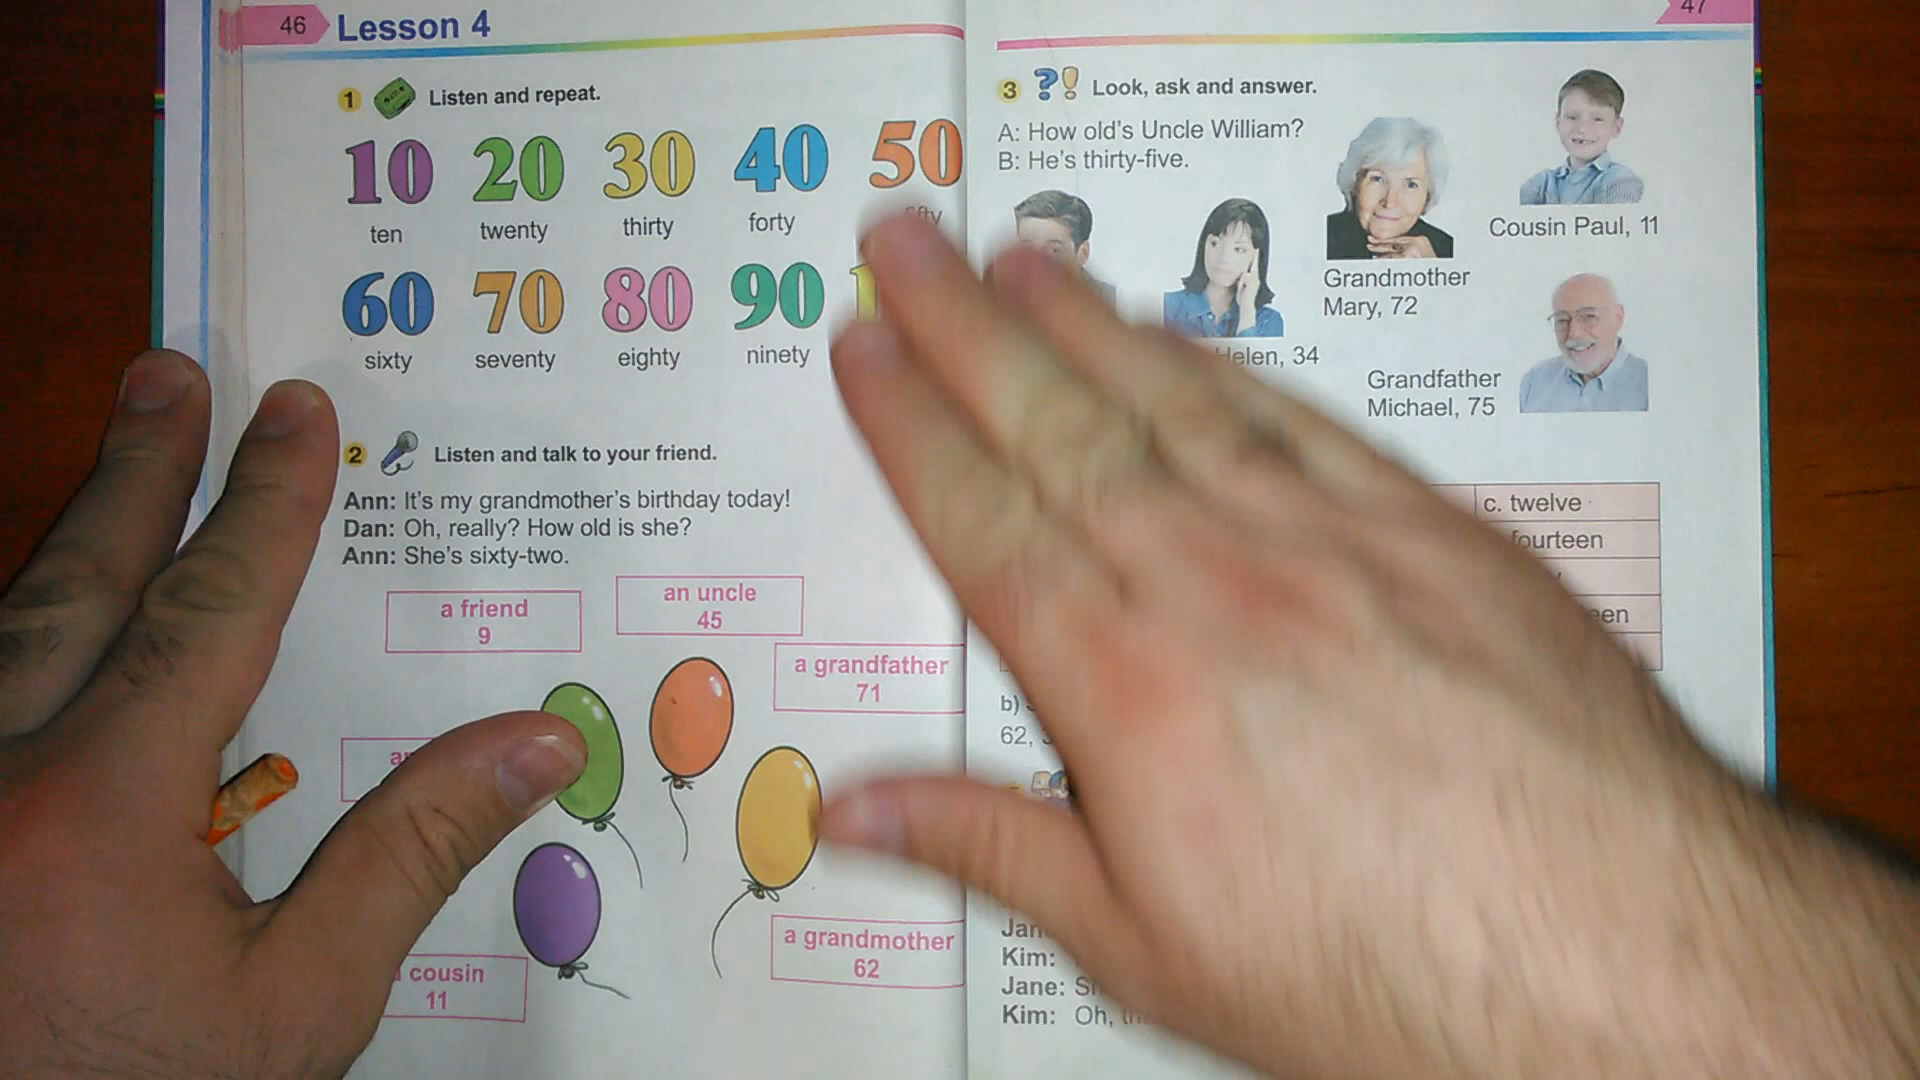 46 Lesson 4
1 Listen and repeat.
10 20 30 40 50
ten twenty thirty forty fifty
60 70 80 90
sixty seventy eighty ninety
2 Listen and talk to your friend.
Ann: It's my grandmother's birthday today!
Dan: Oh, really? How old is she?
Ann: She's sixty-two.
a friend
9
an uncle
45
a grandfather
71
cousin
11
a grandmother
62
47
3 ?! Look, ask and answer.
A: How old's Uncle William?
B: He's thirty-five.
Cousin Paul, 11
Grandmother
Mary, 72
Helen, 34
Grandfather
Michael, 75
c. twelve
fourteen
b)
62,
Kim:
Jane:
Kim: Oh,